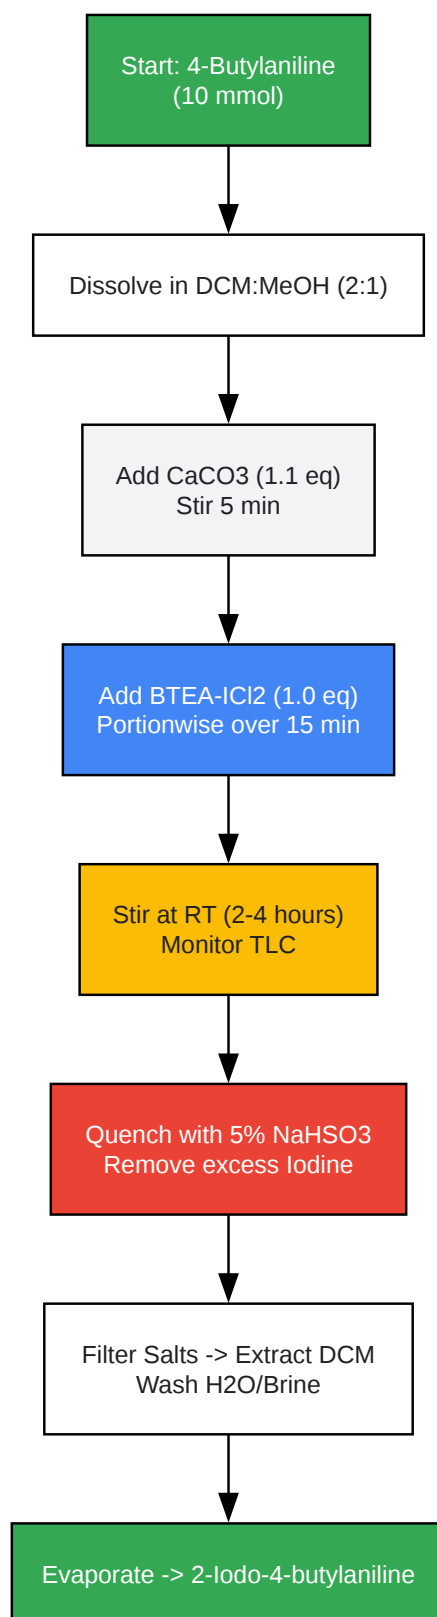 Start: 4-Butylaniline
(10 mmol)
Dissolve in DCM:MeOH (2:1)
Add CaCO3 (1.1 eq)
Stir 5 min
Add BTEA-ICl2 (1.0 eq)
Portionwise over 15 min
Stir at RT (2-4 hours)
Monitor TLC
Quench with 5% NaHSO3
Remove excess Iodine
Filter Salts -> Extract DCM
Wash H2O/Brine
Evaporate -> 2-Iodo-4-butylaniline